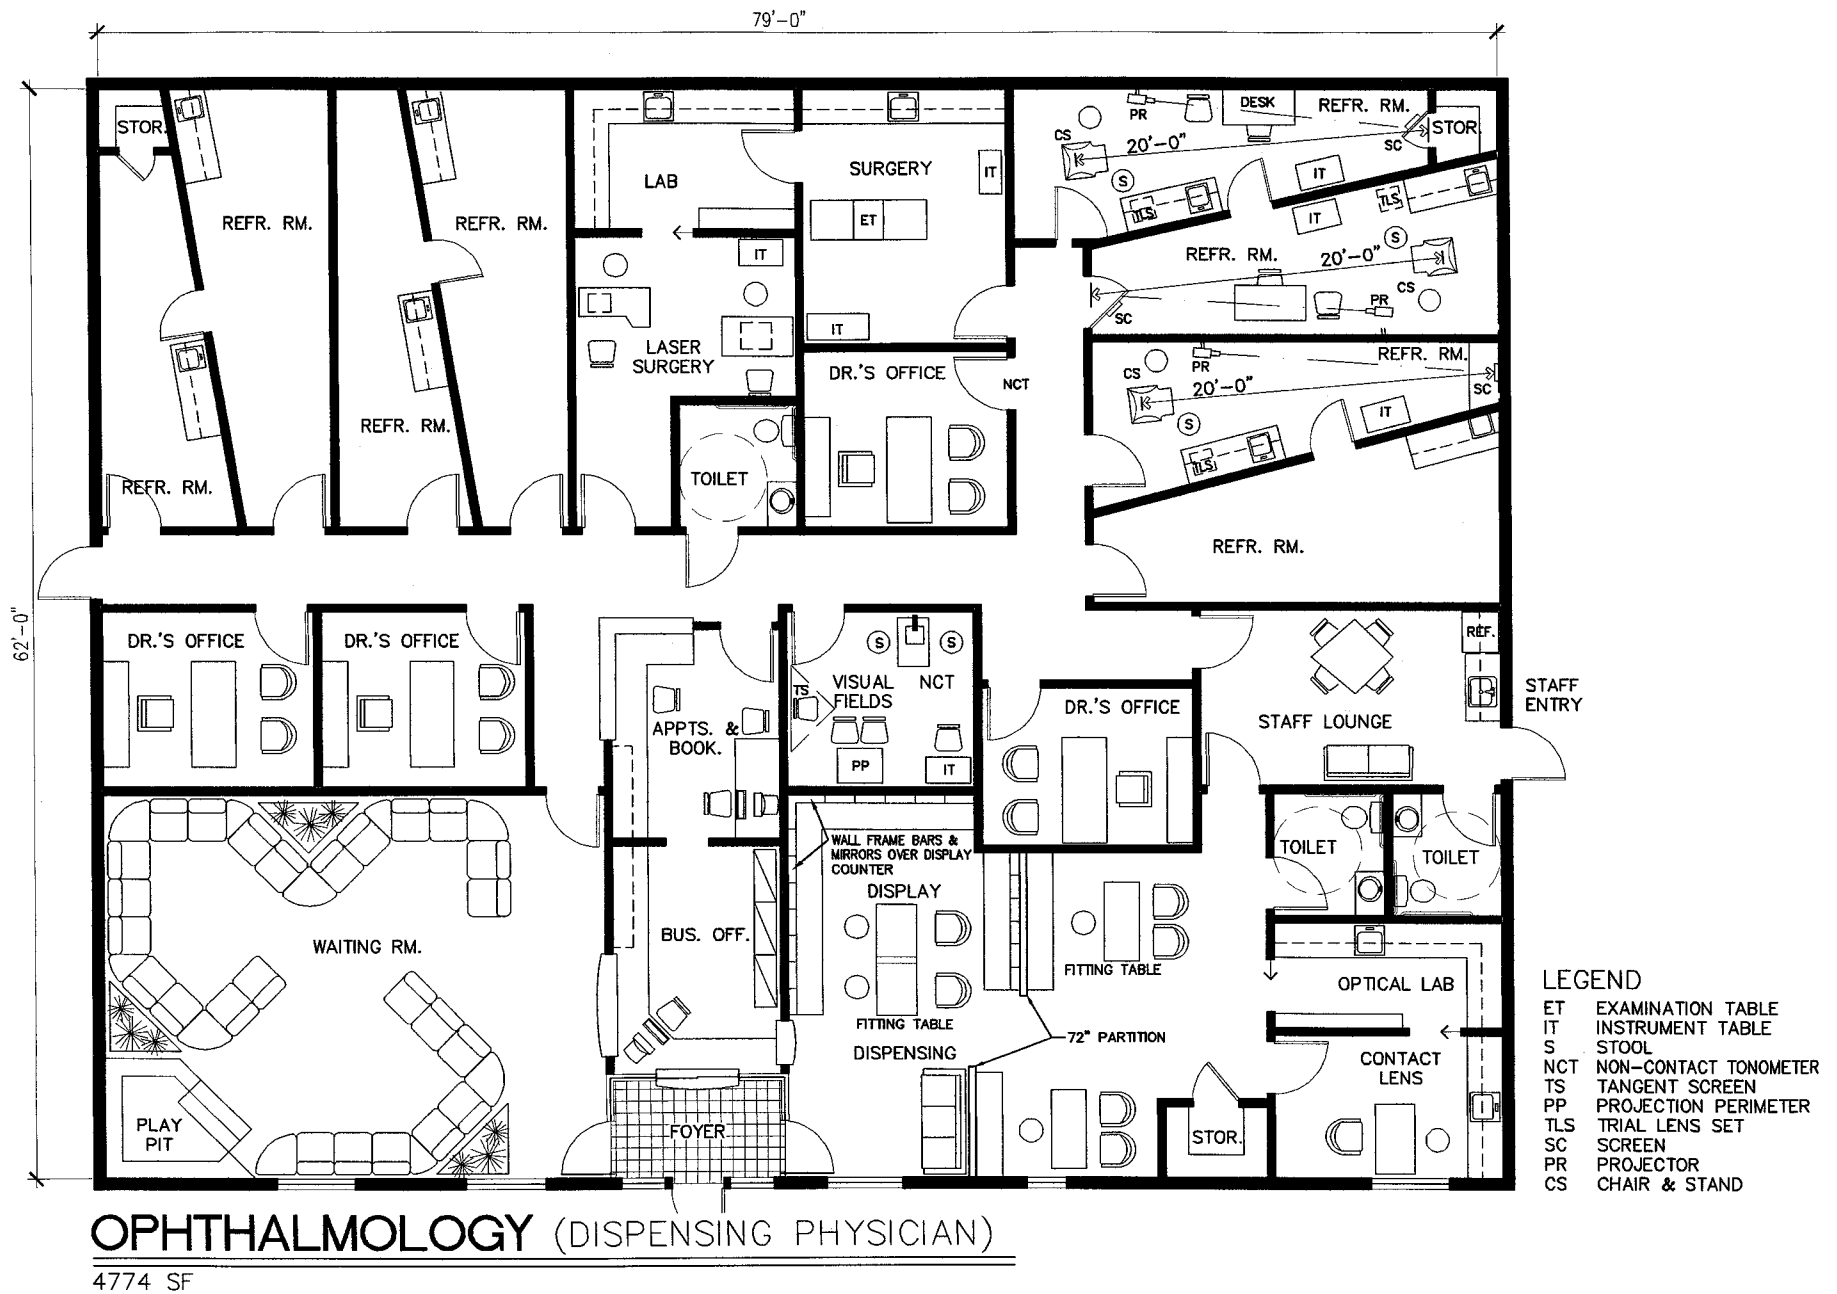 79'-0"
STOR.
DESK
REFR. RM.
PR
CS
20'-0"
SC
STOR.
LAB
SURGERY
IT
S
TLS
IT
ET
REFR. RM.
REFR. RM.
IT
TLS
S
REFR. RM.
20'-0"
IT
CS
PR
SC
IT
LASER
SURGERY
DR.'S OFFICE
NCT
CS
PR
REFR. RM.
20'-0"
SC
IT
S
TLS
REFR. RM.
TOILET
REFR. RM.
REFR. RM.
62'-0"
DR.'S OFFICE
DR.'S OFFICE
S
S
REF.
TS
VISUAL
FIELDS
NCT
STAFF
ENTRY
DR.'S OFFICE
STAFF LOUNGE
APPTS. &
BOOK.
PP
IT
WALL FRAME BARS &
MIRRORS OVER DISPLAY
COUNTER
DISPLAY
TOILET
TOILET
WAITING RM.
BUS. OFF.
FITTING TABLE
OPTICAL LAB
FITTING TABLE
72" PARTITION
DISPENSING
CONTACT
LENS
PLAY
PIT
FOYER
STOR.
LEGEND
ET EXAMINATION TABLE
IT INSTRUMENT TABLE
S STOOL
NCT NON-CONTACT TONOMETER
TS TANGENT SCREEN
PP PROJECTION PERIMETER
TLS TRIAL LENS SET
SC SCREEN
PR PROJECTOR
CS CHAIR & STAND
OPHTHALMOLOGY (DISPENSING PHYSICIAN)
4774 SF